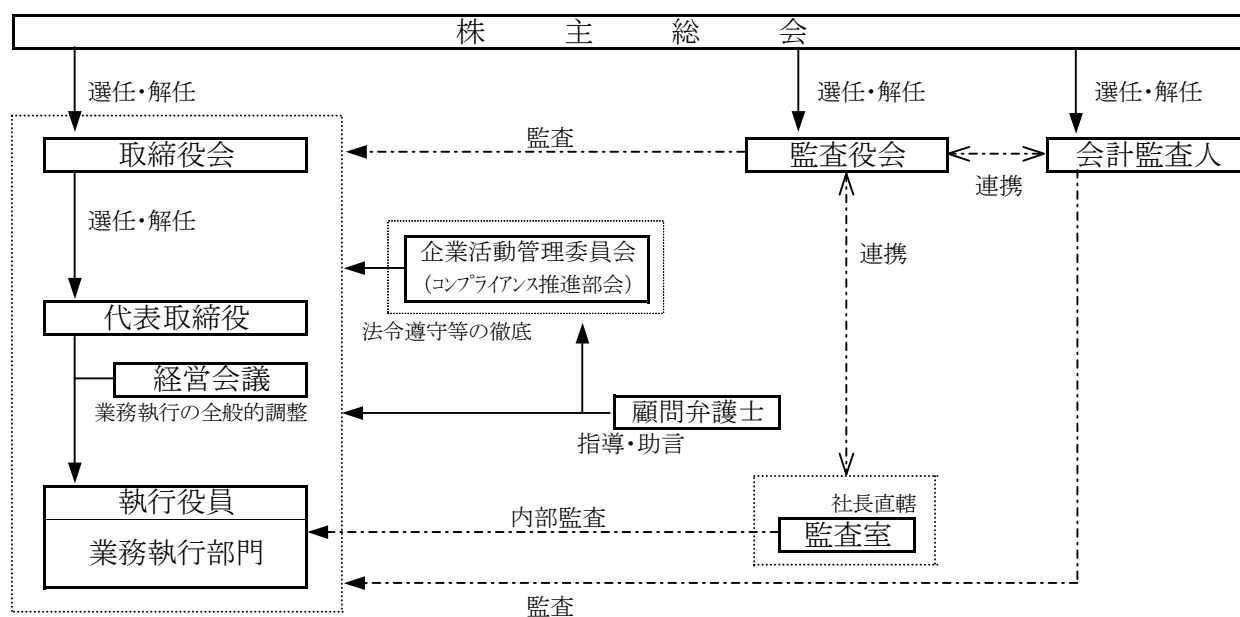 株主総会
選任・解任
選任・解任
選任・解任
取締役会
監査
監査役会
会計監査人
連携
選任・解任
企業活動管理委員会
(コンプライアンス推進部会)
連携
法令遵守等の徹底
代表取締役
経営会議
業務執行の全般的調整
顧問弁護士
指導・助言
執行役員
業務執行部門
内部監査
社長直轄
監査室
監査